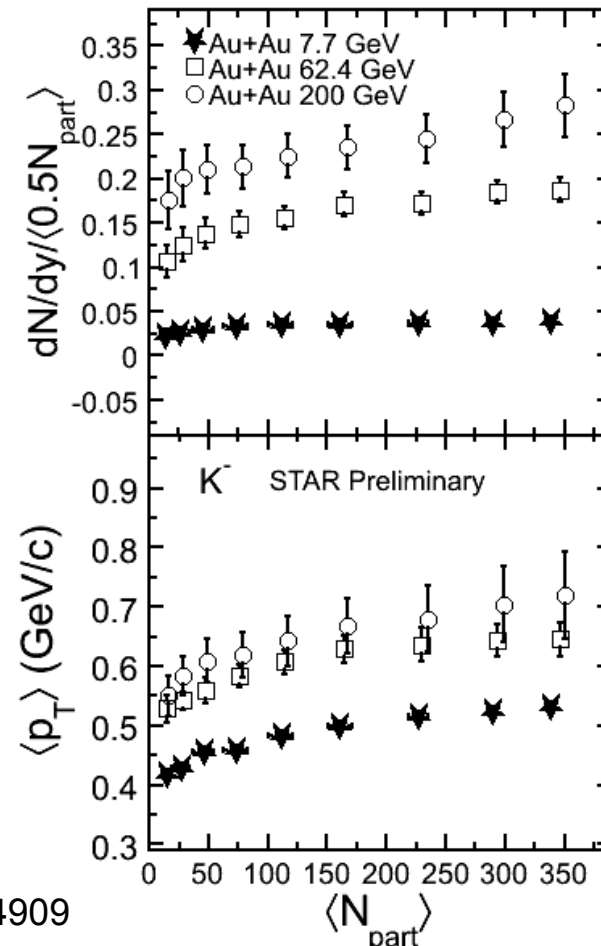 dN/dy/⟨0.5N_part⟩
0.35
0.3
0.25
0.2
0.15
0.1
0.05
0
-0.05
Au+Au 7.7 GeV
Au+Au 62.4 GeV
Au+Au 200 GeV
⟨p_T⟩ (GeV/c)
0.9
0.8
0.7
0.6
0.5
0.4
0.3
K⁻ STAR Preliminary
0 50 100 150 200 250 300 350
⟨N_part⟩
4909